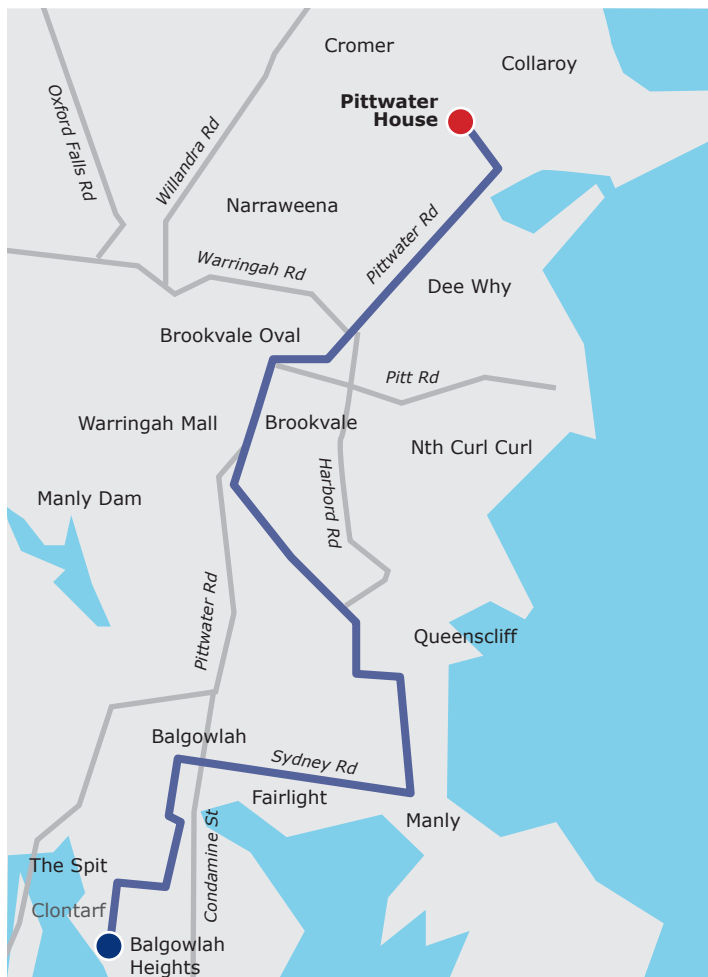 Cromer
Collaroy
Pittwater
House
Oxford Falls Rd
Willandra Rd
Narraweena
Pittwater Rd
Warringah Rd
Dee Why
Brookvale Oval
Pitt Rd
Warringah Mall
Brookvale
Nth Curl Curl
Harbord Rd
Manly Dam
Pittwater Rd
Queenscliff
Balgowlah
Sydney Rd
Fairlight
Manly
Condamine St
The Spit
Clontarf
Balgowlah
Heights